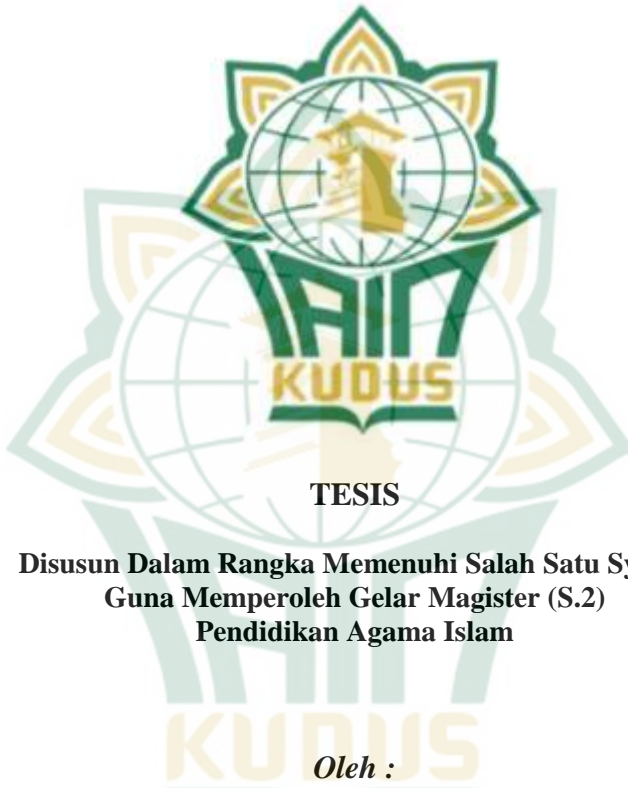 IAIN
KUDUS
TESIS
Disusun Dalam Rangka Memenuhi Salah Satu Sy
Guna Memperoleh Gelar Magister (S.2)
Pendidikan Agama Islam
IAIN
KUDUS
Oleh :